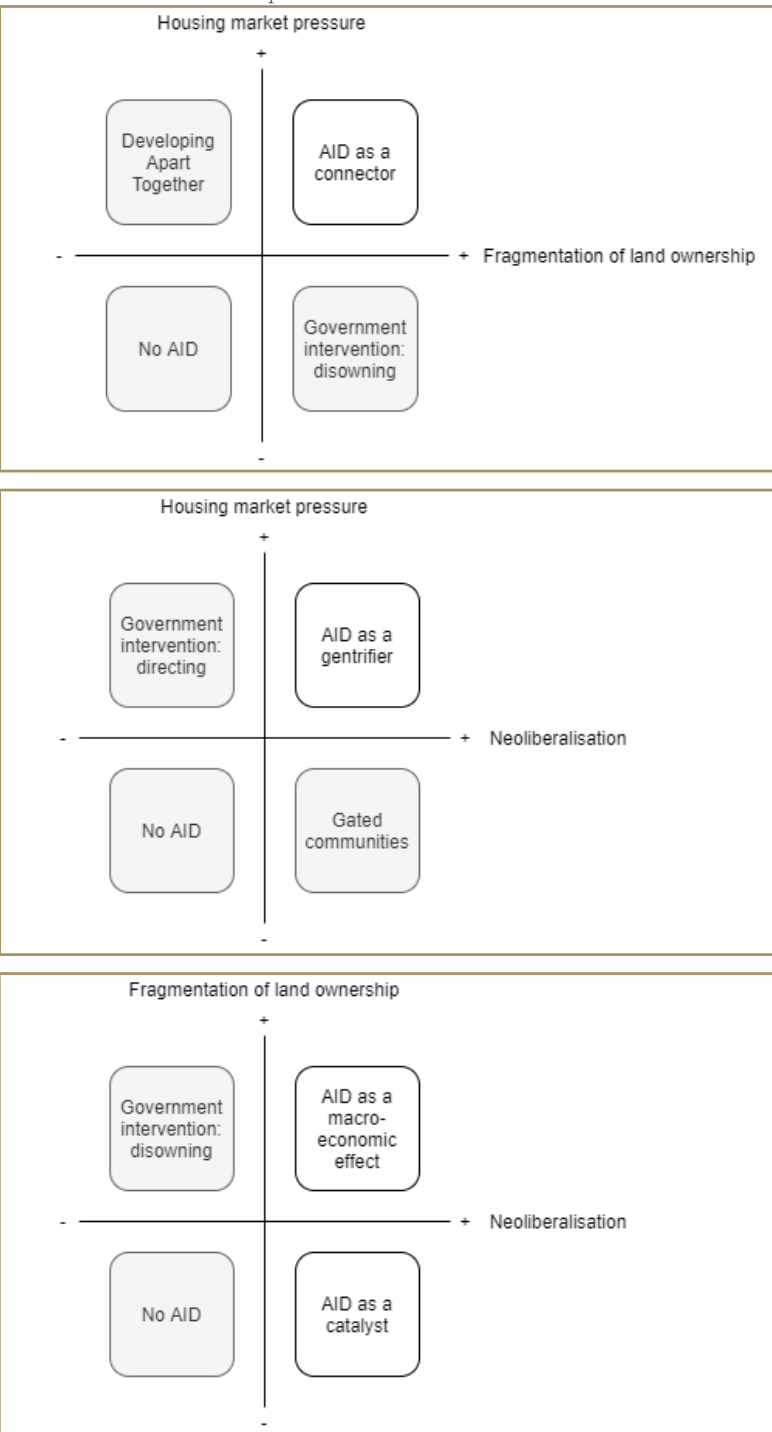 Housing market pressure
+
Developing
Apart
Together
AID as a
connector
-
+ Fragmentation of land ownership
No AID
Government
intervention:
disowning
-
Housing market pressure
+
Government
intervention:
directing
AID as a
gentrifier
-
+ Neoliberalisation
No AID
Gated
communities
-
Fragmentation of land ownership
+
Government
intervention:
disowning
AID as a
macro-
economic
effect
-
+ Neoliberalisation
No AID
AID as a
catalyst
-